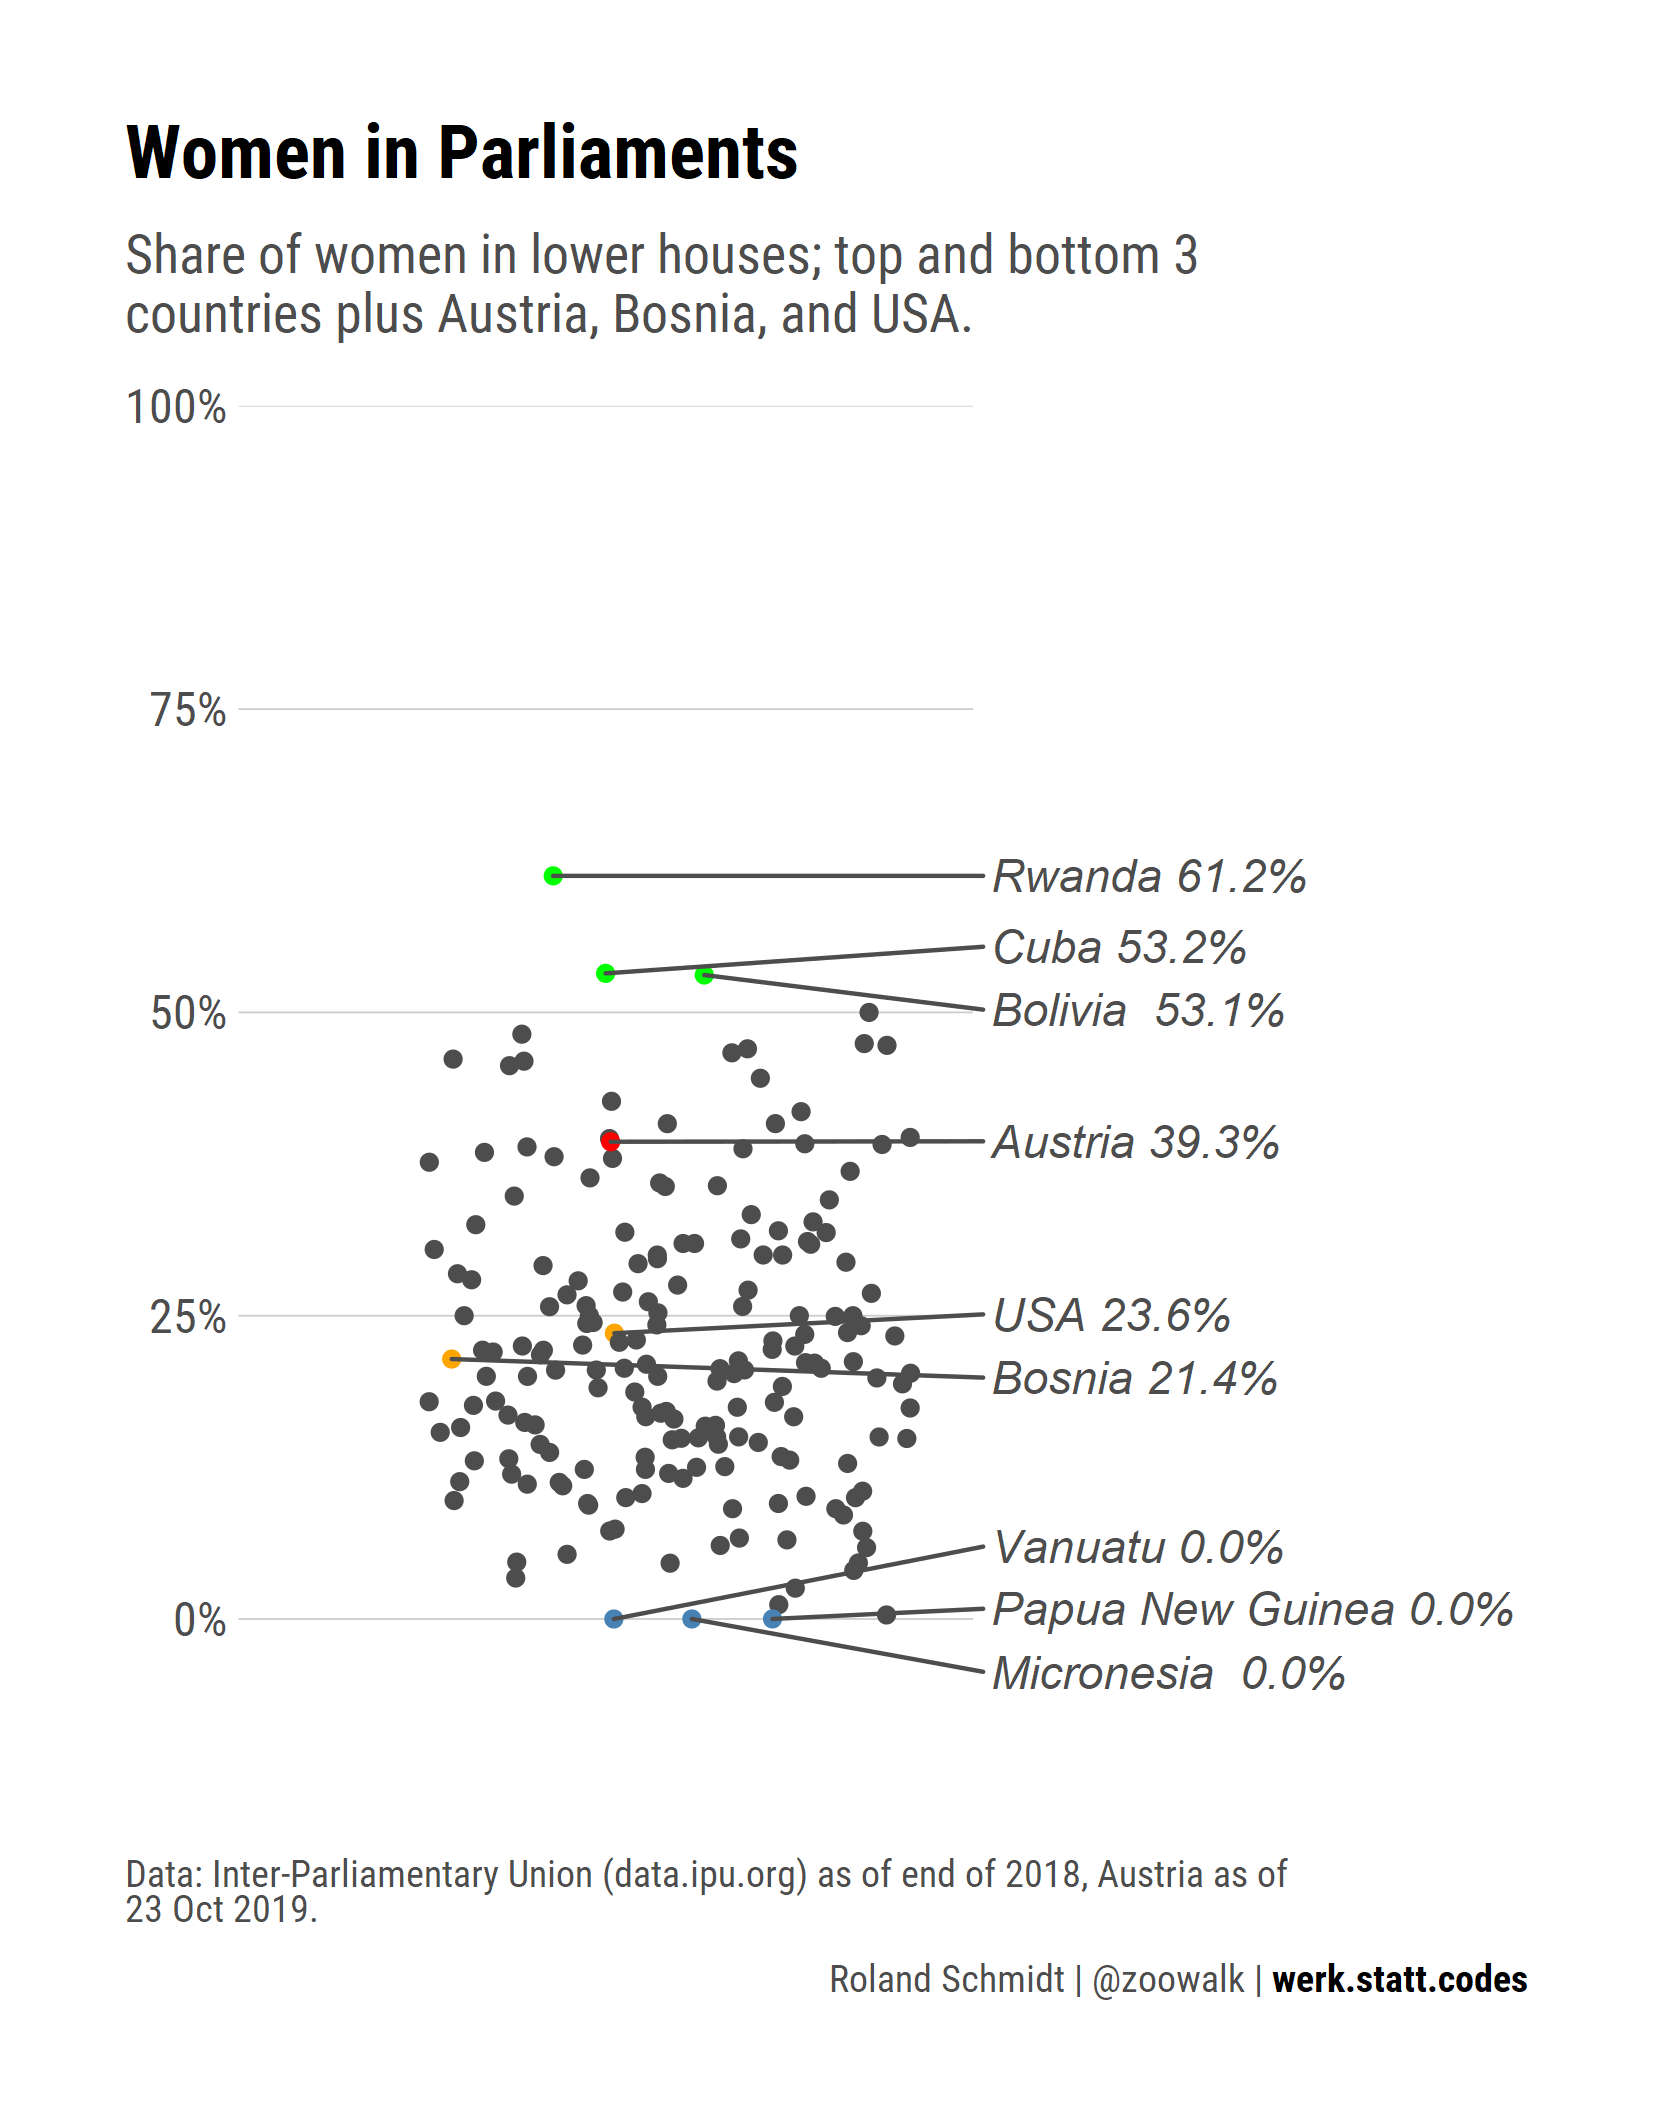 Women in Parliaments
Share of women in lower houses; top and bottom 3
countries plus Austria, Bosnia, and USA.
100%
75%
Rwanda 61.2%
Cuba 53.2%
50%
Bolivia  53.1%
Austria 39.3%
25%
USA 23.6%
Bosnia 21.4%
Vanuatu 0.0%
Papua New Guinea 0.0%
0%
Micronesia  0.0%
Data: Inter-Parliamentary Union (data.ipu.org) as of end of 2018, Austria as of
23 Oct 2019.
Roland Schmidt | @zoowalk | werk.statt.codes